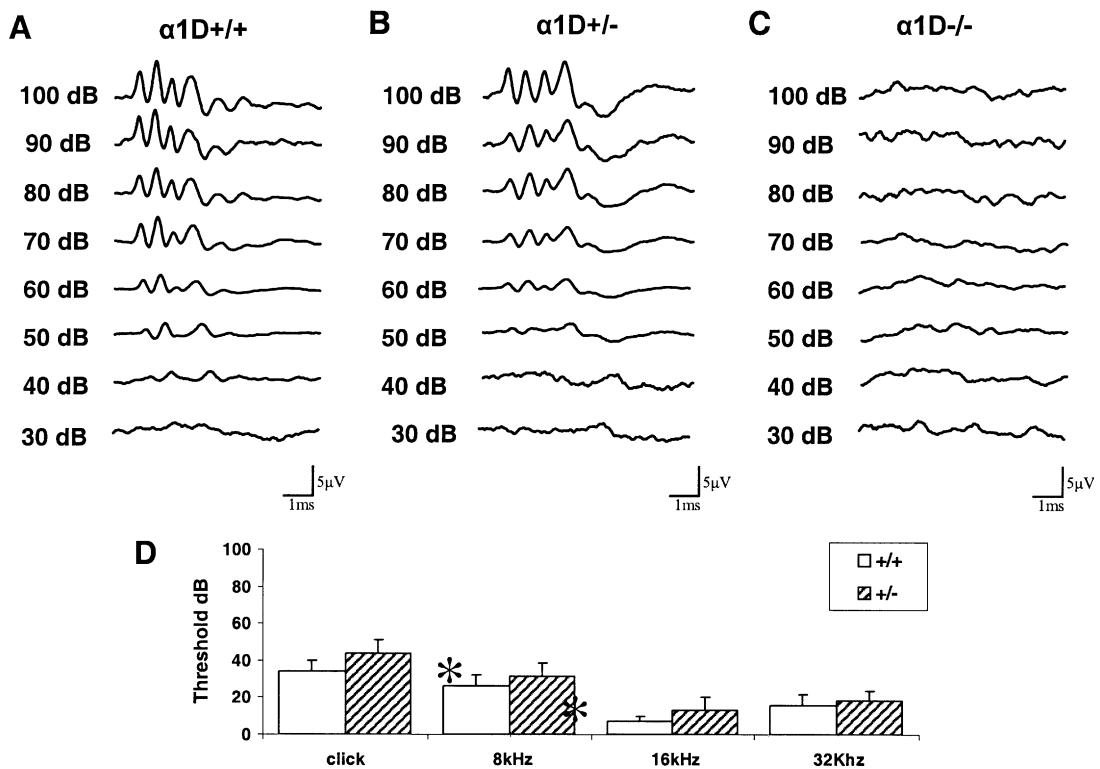 A
α1D+/+
100 dB
90 dB
80 dB
70 dB
60 dB
50 dB
40 dB
30 dB
5μV
1ms
B
α1D+/-
100 dB
90 dB
80 dB
70 dB
60 dB
50 dB
40 dB
30 dB
5μV
1ms
C
α1D-/-
100 dB
90 dB
80 dB
70 dB
60 dB
50 dB
40 dB
30 dB
5μV
1ms
D
Threshold dB
100
80
60
40
20
0
*
*
click
8kHz
16kHz
32Khz
+/+
+/-